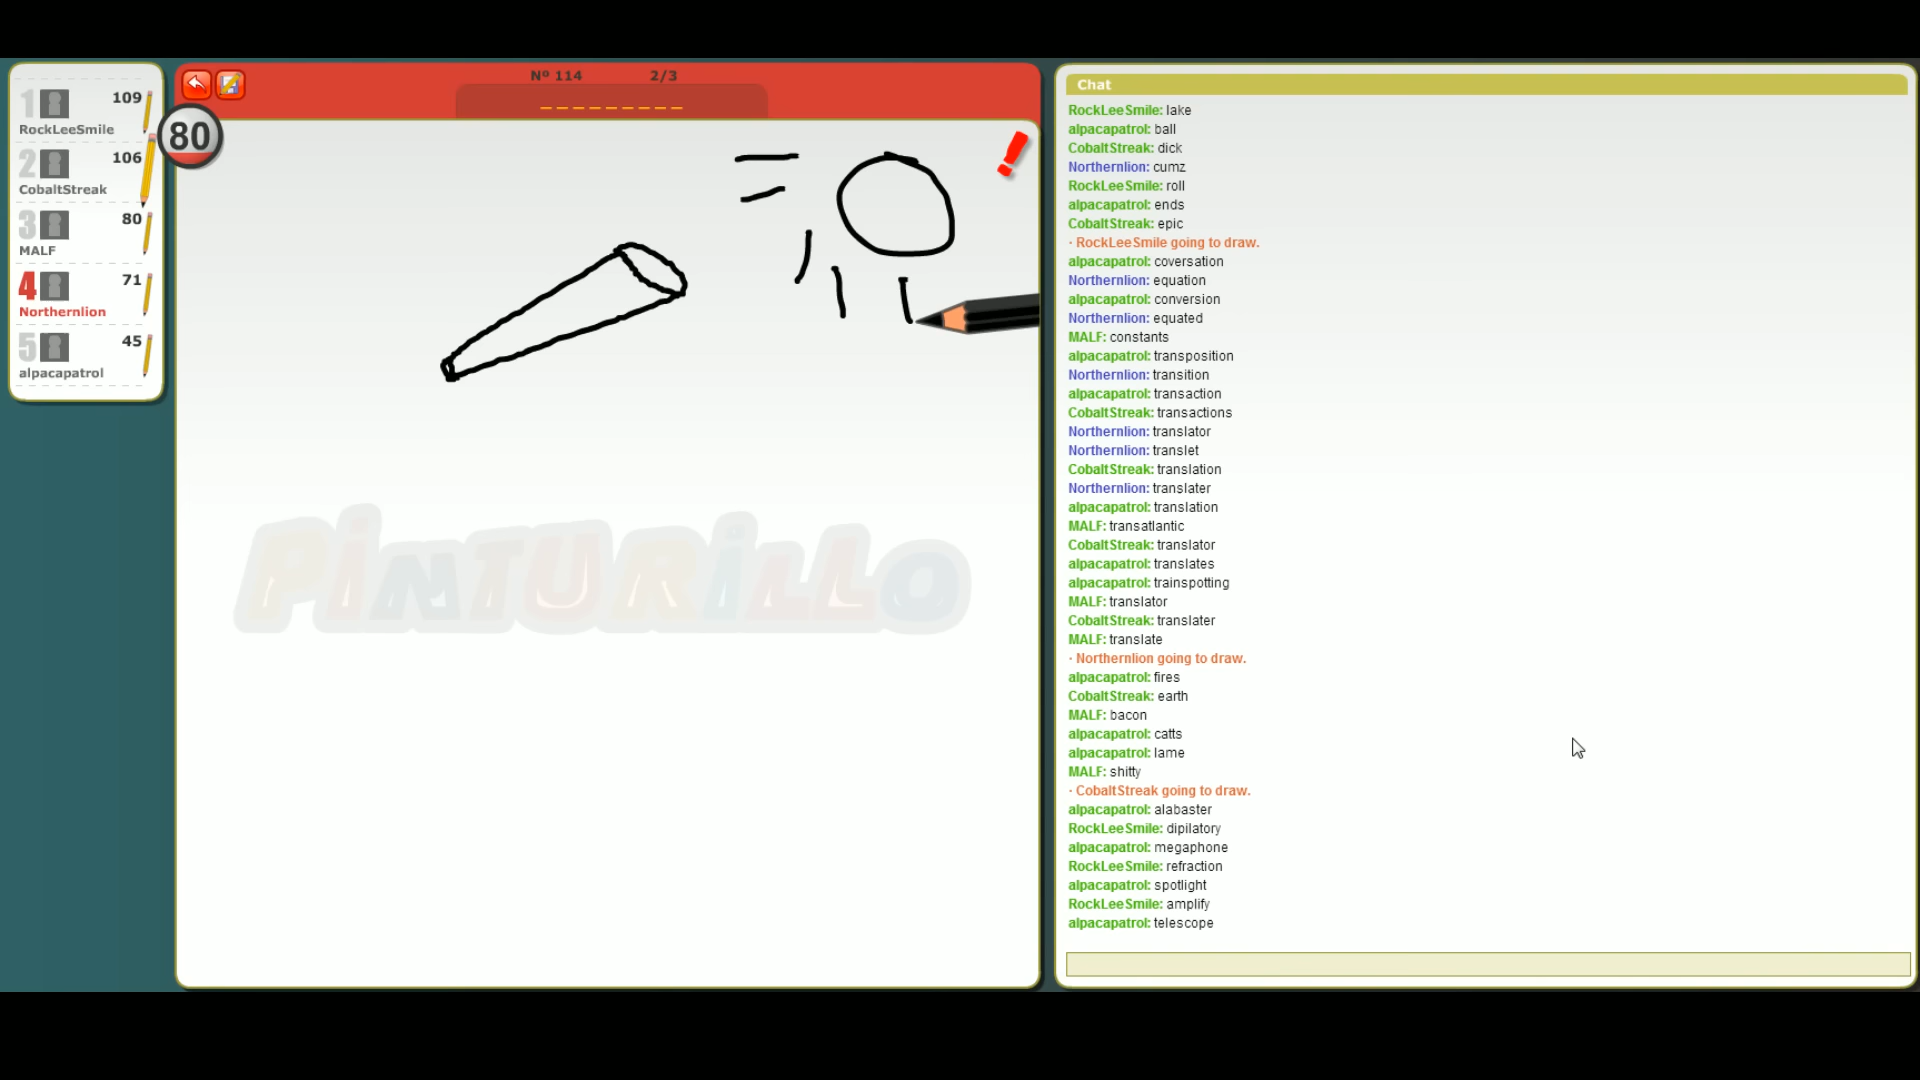 Nº 114 2/3
_ _ _ _ _ _ _ _ _
80
1 109
RockLeeSmile
2 106
CobaltStreak
3 80
MALF
4 71
Northernlion
5 45
alpacapatrol
!
PINTURILLO
Chat
RockLeeSmile: lake
alpacapatrol: ball
CobaltStreak: dick
Northernlion: cumz
RockLeeSmile: roll
alpacapatrol: ends
CobaltStreak: epic
· RockLeeSmile going to draw.
alpacapatrol: coversation
Northernlion: equation
alpacapatrol: conversion
Northernlion: equated
MALF: constants
alpacapatrol: transposition
Northernlion: transition
alpacapatrol: transaction
CobaltStreak: transactions
Northernlion: translator
Northernlion: translet
CobaltStreak: translation
Northernlion: translater
alpacapatrol: translation
MALF: transatlantic
CobaltStreak: translator
alpacapatrol: translates
alpacapatrol: trainspotting
MALF: translator
CobaltStreak: translater
MALF: translate
· Northernlion going to draw.
alpacapatrol: fires
CobaltStreak: earth
MALF: bacon
alpacapatrol: catts
alpacapatrol: lame
MALF: shitty
· CobaltStreak going to draw.
alpacapatrol: alabaster
RockLeeSmile: dipilatory
alpacapatrol: megaphone
RockLeeSmile: refraction
alpacapatrol: spotlight
RockLeeSmile: amplify
alpacapatrol: telescope